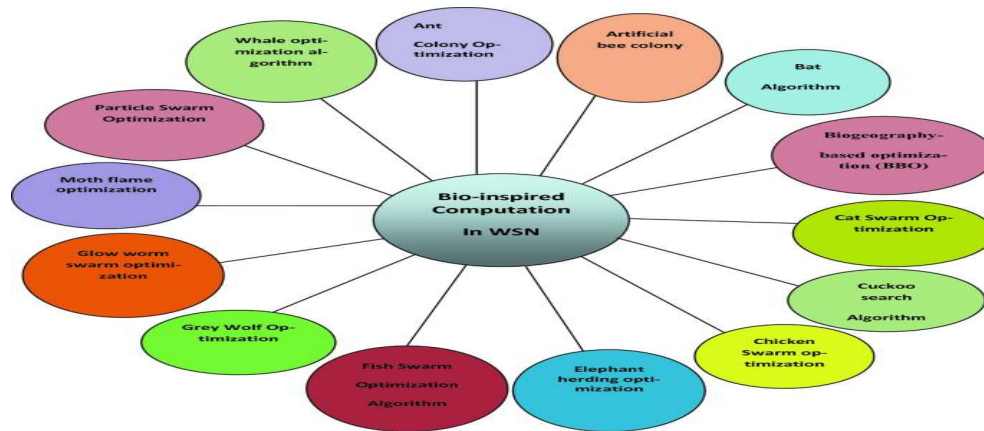 Ant
Colony Op-
timization
Artificial
bee colony
Bat
Algorithm
Biogeography-
based optimiza-
tion (BBO)
Cat Swarm Op-
timization
Cuckoo
search
Algorithm
Chicken
Swarm op-
timization
Elephant
herding opti-
mization
Fish Swarm
Optimization
Algorithm
Grey Wolf Op-
timization
Glow worm
swarm optimi-
zation
Moth flame
optimization
Particle Swarm
Optimization
Whale opti-
mization al-
gorithm
Bio-inspired
Computation
In WSN